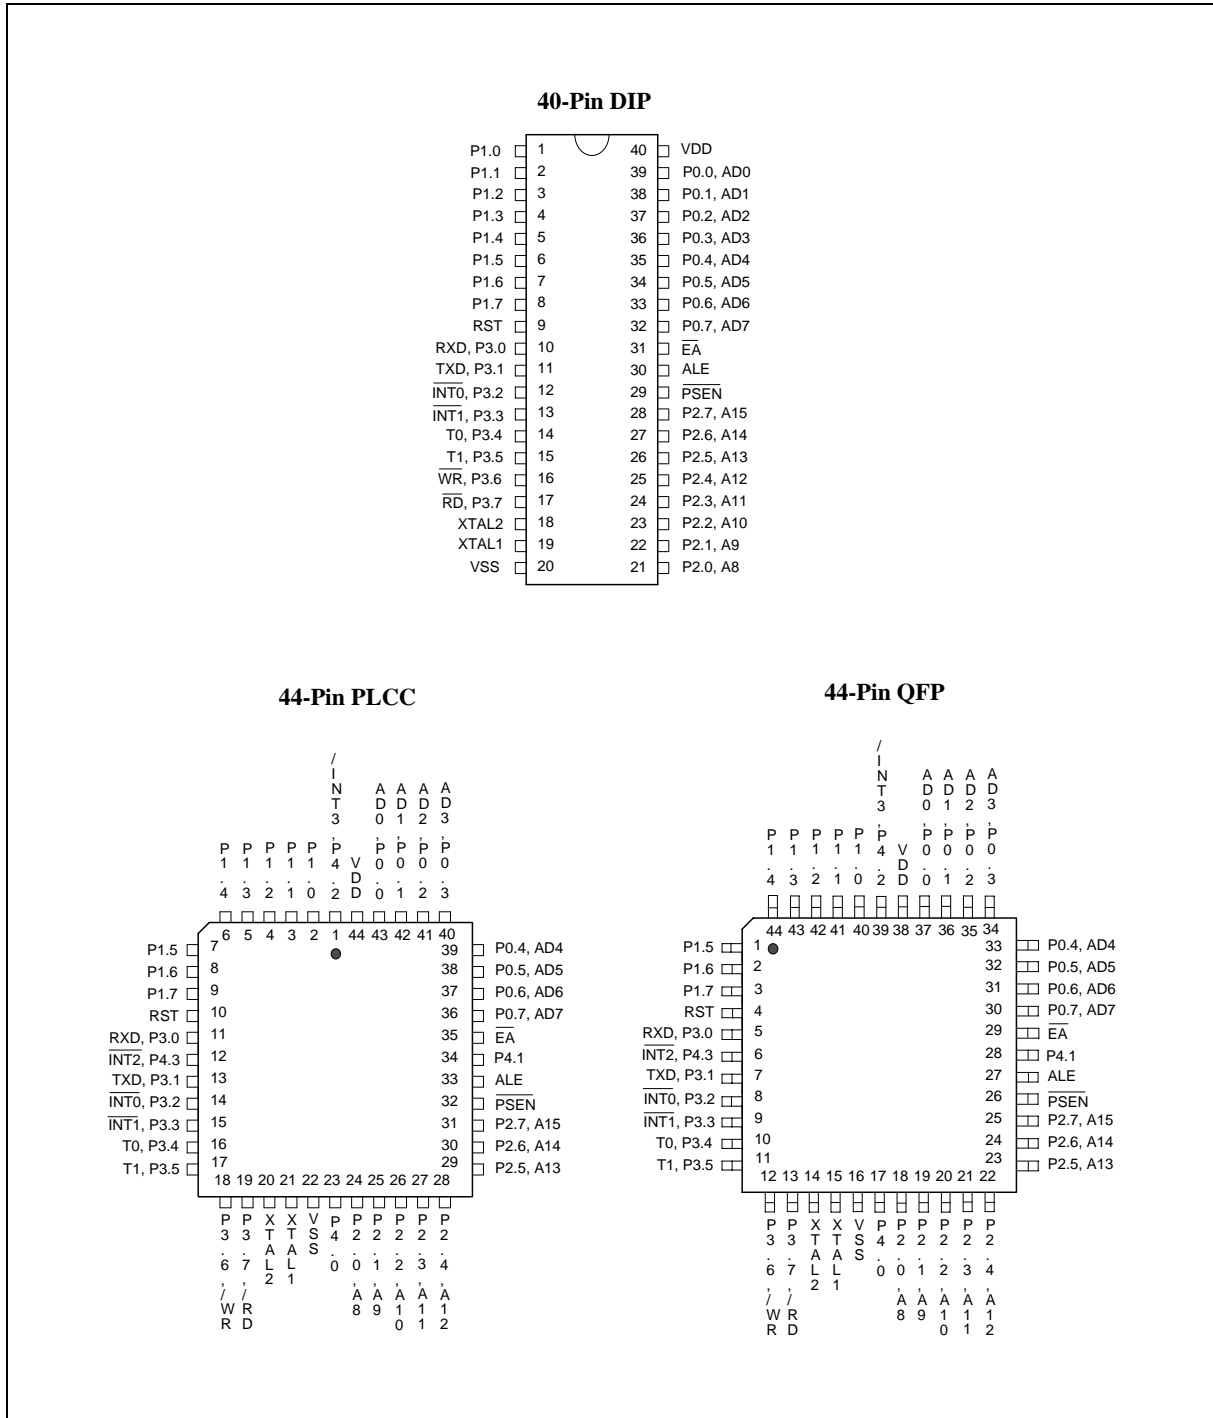 40-Pin DIP
P1.0 1 40 VDD
P1.1 2 39 P0.0, AD0
P1.2 3 38 P0.1, AD1
P1.3 4 37 P0.2, AD2
P1.4 5 36 P0.3, AD3
P1.5 6 35 P0.4, AD4
P1.6 7 34 P0.5, AD5
P1.7 8 33 P0.6, AD6
RST 9 32 P0.7, AD7
RXD, P3.0 10 31 EA
TXD, P3.1 11 30 ALE
INT0, P3.2 12 29 PSEN
INT1, P3.3 13 28 P2.7, A15
T0, P3.4 14 27 P2.6, A14
T1, P3.5 15 26 P2.5, A13
WR, P3.6 16 25 P2.4, A12
RD, P3.7 17 24 P2.3, A11
XTAL2 18 23 P2.2, A10
XTAL1 19 22 P2.1, A9
VSS 20 21 P2.0, A8
44-Pin PLCC
P1.4
P1.3
P1.2
P1.1
P1.0
/INT3, P4.2
VDD
AD0, P0.0
AD1, P0.1
AD2, P0.2
AD3, P0.3
6 5 4 3 2 1 44 43 42 41 40
P1.5 7 39 P0.4, AD4
P1.6 8 38 P0.5, AD5
P1.7 9 37 P0.6, AD6
RST 10 36 P0.7, AD7
RXD, P3.0 11 35 EA
INT2, P4.3 12 34 P4.1
TXD, P3.1 13 33 ALE
INT0, P3.2 14 32 PSEN
INT1, P3.3 15 31 P2.7, A15
T0, P3.4 16 30 P2.6, A14
T1, P3.5 17 29 P2.5, A13
18 19 20 21 22 23 24 25 26 27 28
P3.6, /WR
P3.7, /RD
XTAL2
XTAL1
VSS
P4.0
P2.0, A8
P2.1, A9
P2.2, A10
P2.3, A11
P2.4, A12
44-Pin QFP
P1.4
P1.3
P1.2
P1.1
P1.0
/INT3, P4.2
VDD
AD0, P0.0
AD1, P0.1
AD2, P0.2
AD3, P0.3
44 43 42 41 40 39 38 37 36 35 34
P1.5 1 33 P0.4, AD4
P1.6 2 32 P0.5, AD5
P1.7 3 31 P0.6, AD6
RST 4 30 P0.7, AD7
RXD, P3.0 5 29 EA
INT2, P4.3 6 28 P4.1
TXD, P3.1 7 27 ALE
INT0, P3.2 8 26 PSEN
INT1, P3.3 9 25 P2.7, A15
T0, P3.4 10 24 P2.6, A14
T1, P3.5 11 23 P2.5, A13
12 13 14 15 16 17 18 19 20 21 22
P3.6, /WR
P3.7, /RD
XTAL2
XTAL1
VSS
P4.0
P2.0, A8
P2.1, A9
P2.2, A10
P2.3, A11
P2.4, A12